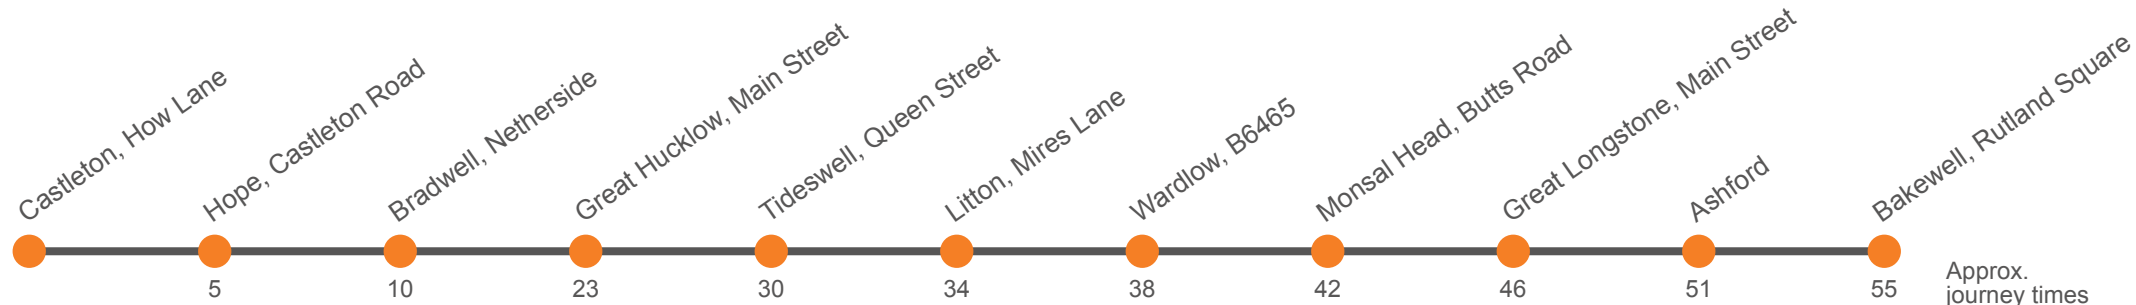 Castleton, How Lane
Hope, Castleton Road
Bradwell, Netherside
Great Hucklow, Main Street
Tideswell, Queen Street
Litton, Mires Lane
Wardlow, B6465
Monsal Head, Butts Road
Great Longstone, Main Street
Ashford
Bakewell, Rutland Square
5 10 23 30 34 38 42 46 51 55
Approx.
journey times